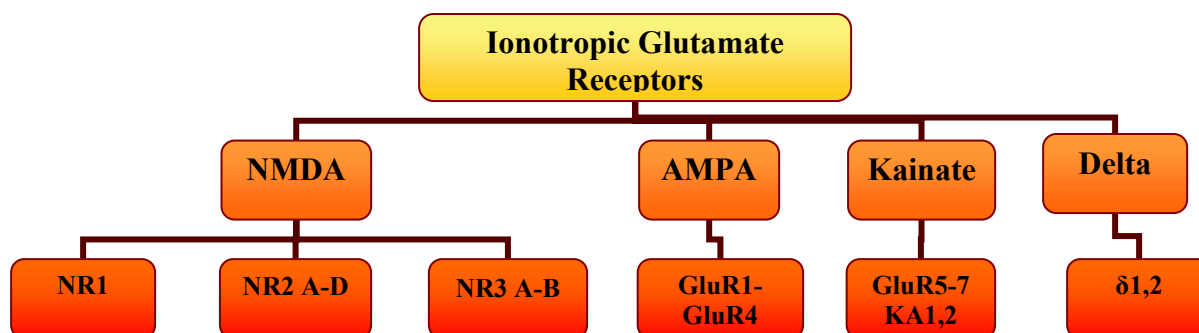 Ionotropic Glutamate
Receptors
NMDA
AMPA
Kainate
Delta
NR1
NR2 A-D
NR3 A-B
GluR1-
GluR4
GluR5-7
KA1,2
δ1,2